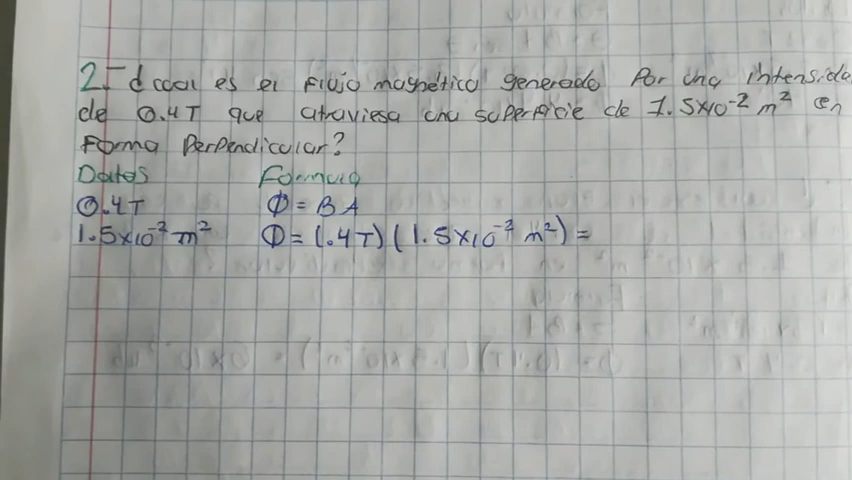 2.- ¿ cual es el Flujo magnético generado Por una intensida
de 0.4T que atraviesa una superficie de 1.5x10⁻² m² en
Forma Perpendicular?
Datos Formula
0.4T Φ = BA
1.5x10⁻² m² Φ = (.4T) (1.5x10⁻² m²) =